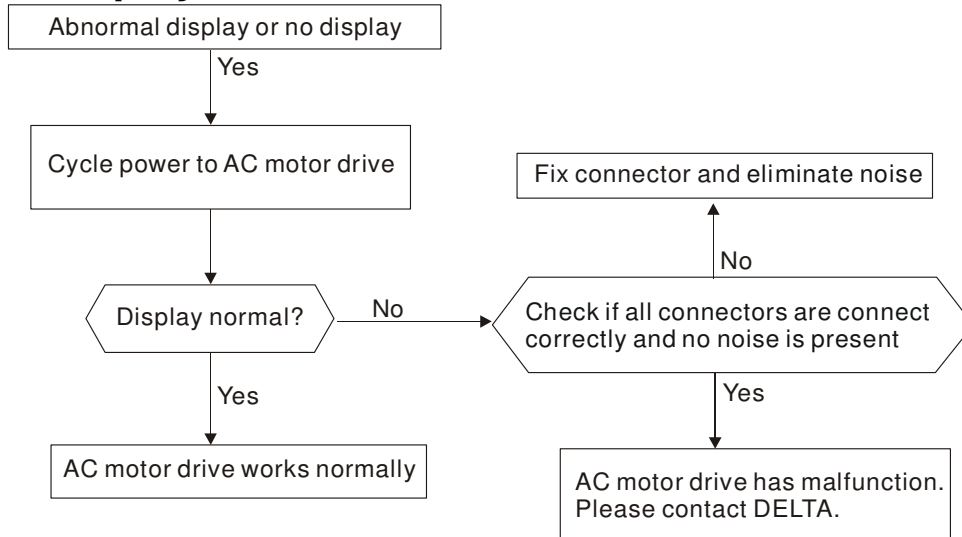 Abnormal display or no display
Yes
Cycle power to AC motor drive
Fix connector and eliminate noise
No
Display normal?
No
Check if all connectors are connect
correctly and no noise is present
Yes
Yes
AC motor drive works normally
AC motor drive has malfunction.
Please contact DELTA.